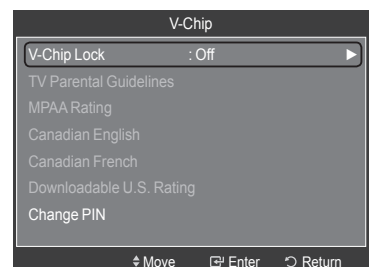 V-Chip
V-Chip Lock : Off
TV Parental Guidelines
MPAA Rating
Canadian English
Canadian French
Downloadable U.S. Rating
Change PIN
Move Enter Return